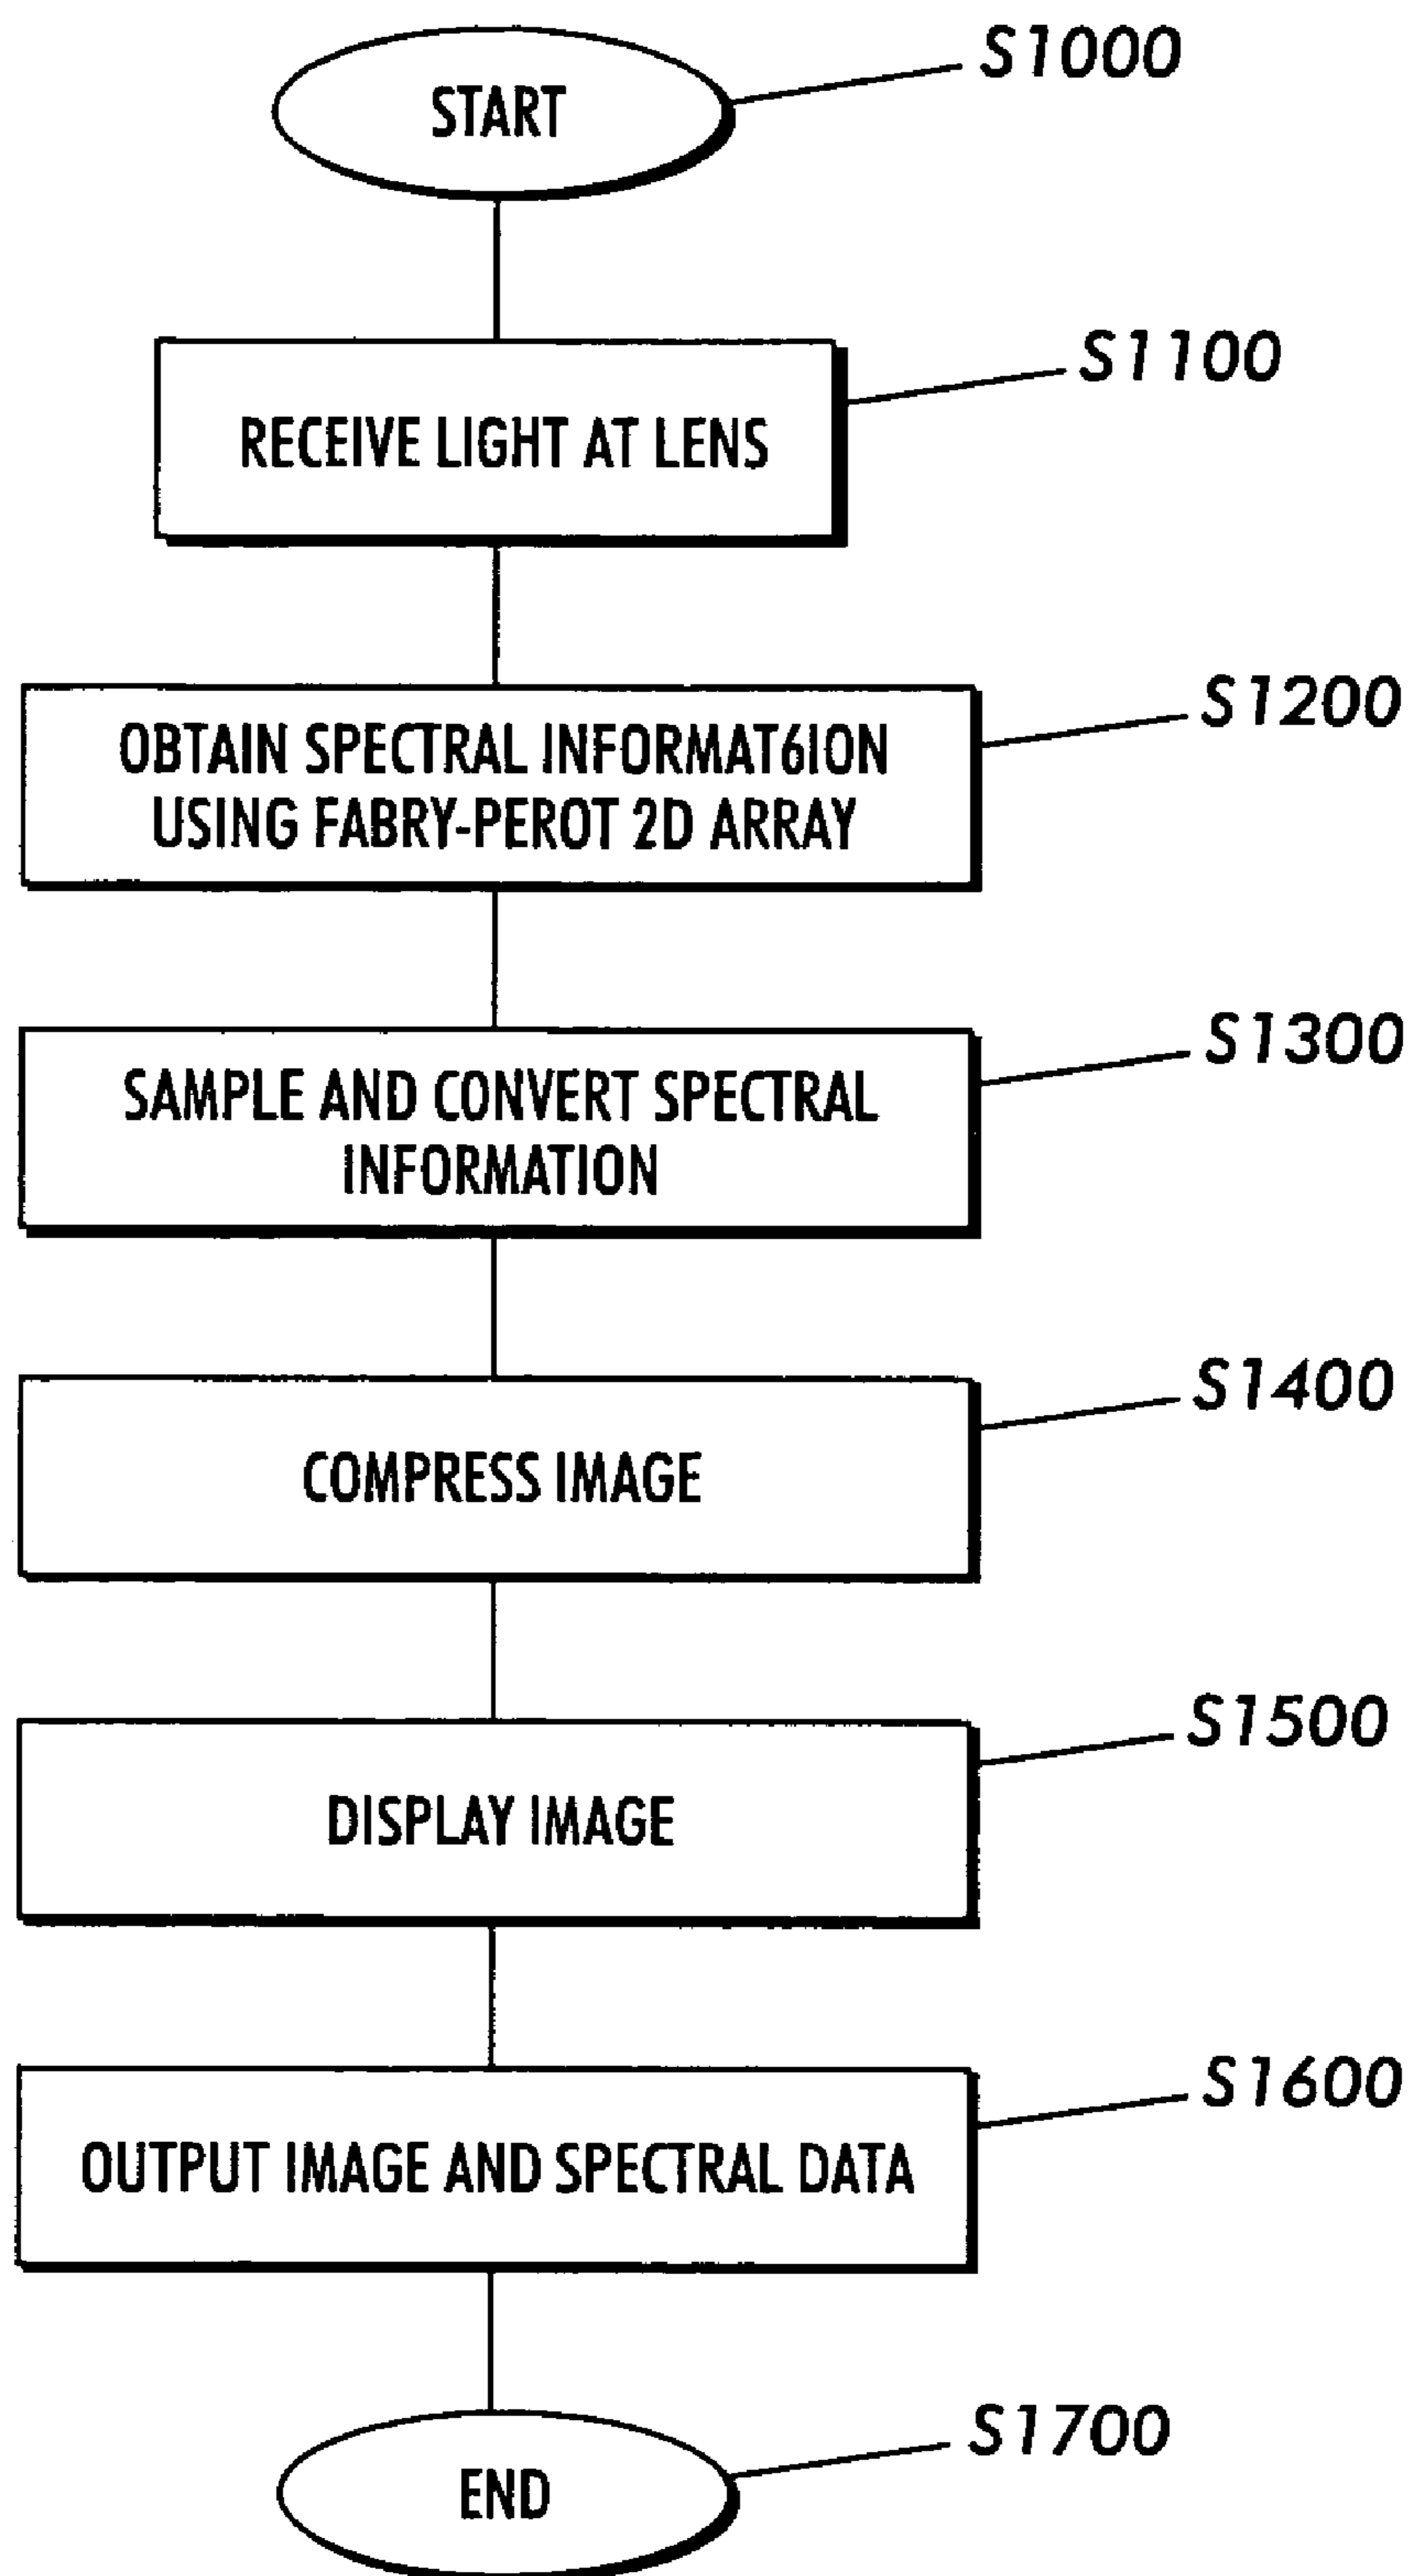 START
S1000
RECEIVE LIGHT AT LENS
S1100
OBTAIN SPECTRAL INFORMAT6ION
USING FABRY-PEROT 2D ARRAY
S1200
SAMPLE AND CONVERT SPECTRAL
INFORMATION
S1300
COMPRESS IMAGE
S1400
DISPLAY IMAGE
S1500
OUTPUT IMAGE AND SPECTRAL DATA
S1600
END
S1700